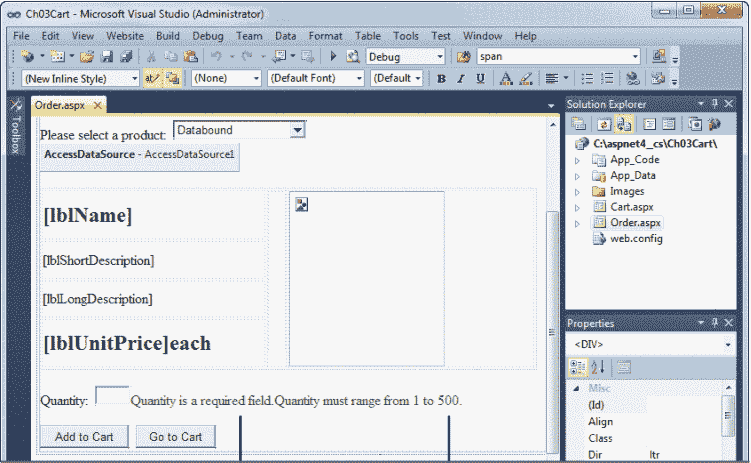 Ch03Cart - Microsoft Visual Studio (Administrator)
File Edit View Website Build Debug Team Data Format Table Tools Test Window Help
Debug span
(New Inline Style) (None) (Default Font) (Default B I U A
Toolbox
Order.aspx
Please select a product: Databound
AccessDataSource - AccessDataSource1
[lblName]
[lblShortDescription]
[lblLongDescription]
[lblUnitPrice]each
Quantity: Quantity is a required field.Quantity must range from 1 to 500.
Add to Cart Go to Cart
Solution Explorer
C:\aspnet4_cs\Ch03Cart\
App_Code
App_Data
Images
Cart.aspx
Order.aspx
web.config
Properties
<DIV>
Misc
(Id)
Align
Class
Dir ltr